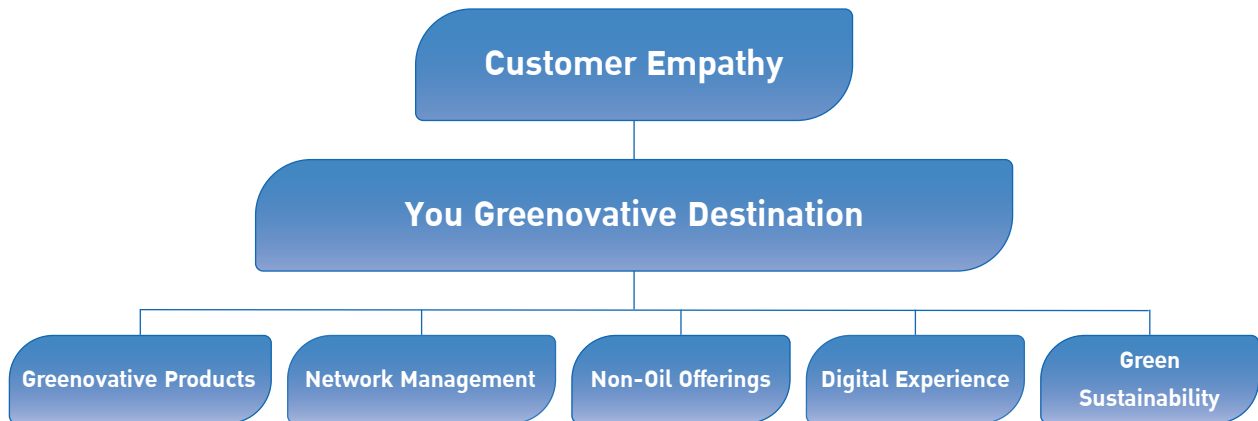 Customer Empathy
You Greenovative Destination
Greenovative Products
Network Management
Non-Oil Offerings
Digital Experience
Green
Sustainability